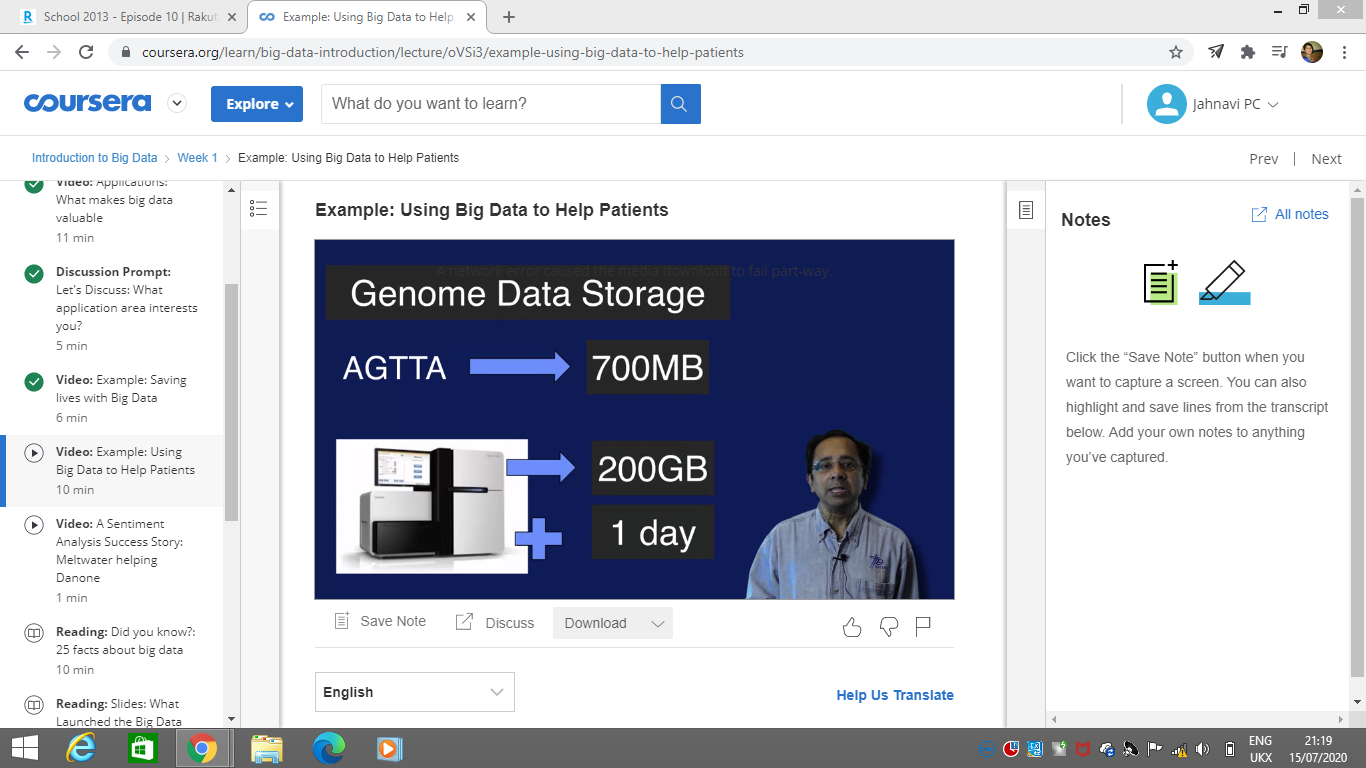 School 2013 - Episode 10 | Rakut
Example: Using Big Data to Help
coursera.org/learn/big-data-introduction/lecture/oVSi3/example-using-big-data-to-help-patients
coursera
Explore
What do you want to learn?
Jahnavi PC
Introduction to Big Data
Week 1
Example: Using Big Data to Help Patients
Prev
Next
Video: Applications:
What makes big data
valuable
11 min
Discussion Prompt:
Let's Discuss: What
application area interests
you?
5 min
Video: Example: Saving
lives with Big Data
6 min
Video: Example: Using
Big Data to Help Patients
10 min
Video: A Sentiment
Analysis Success Story:
Meltwater helping
Danone
1 min
Reading: Did you know?:
25 facts about big data
10 min
Reading: Slides: What
Launched the Big Data
Example: Using Big Data to Help Patients
A network error caused the media download to fail part-way.
Genome Data Storage
AGTTA
700MB
200GB
1 day
Save Note
Discuss
Download
English
Help Us Translate
Notes
All notes
Click the “Save Note” button when you
want to capture a screen. You can also
highlight and save lines from the transcript
below. Add your own notes to anything
you’ve captured.
ENG
UKX
21:19
15/07/2020